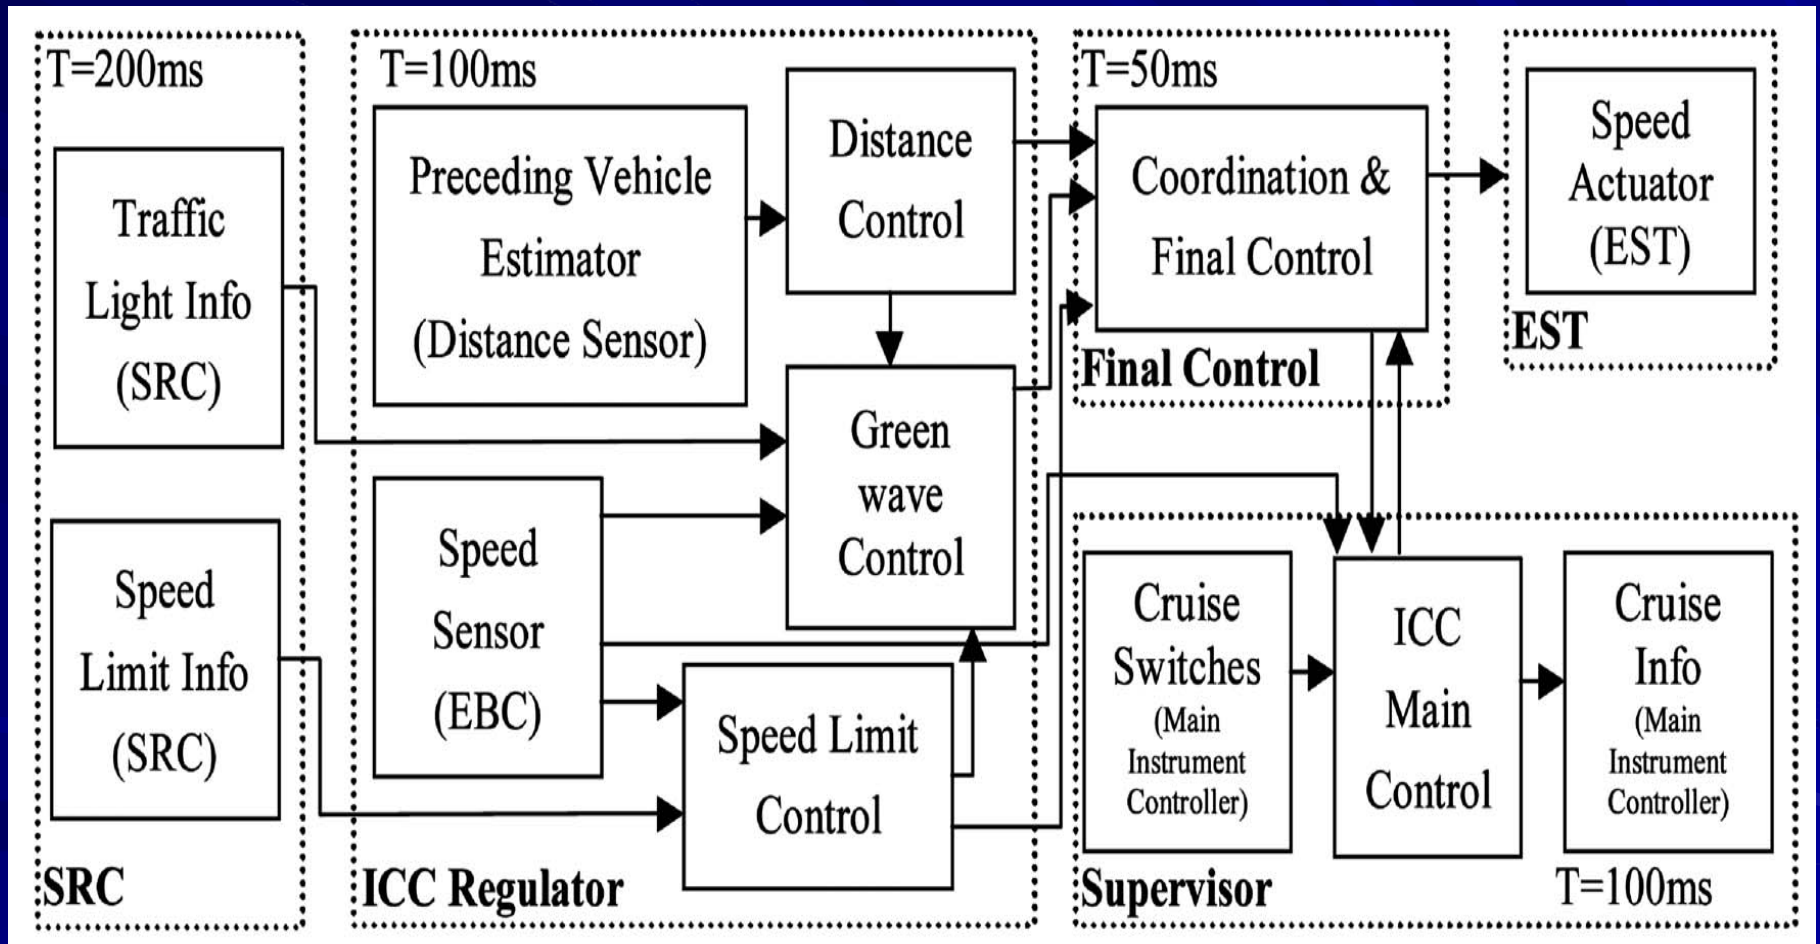 T=200ms
Traffic
Light Info
(SRC)
Speed
Limit Info
(SRC)
SRC
T=100ms
Preceding Vehicle
Estimator
(Distance Sensor)
Distance
Control
Green
wave
Control
Speed
Sensor
(EBC)
Speed Limit
Control
ICC Regulator
T=50ms
Coordination &
Final Control
Final Control
Speed
Actuator
(EST)
EST
Cruise
Switches
(Main
Instrument
Controller)
ICC
Main
Control
Cruise
Info
(Main
Instrument
Controller)
Supervisor
T=100ms